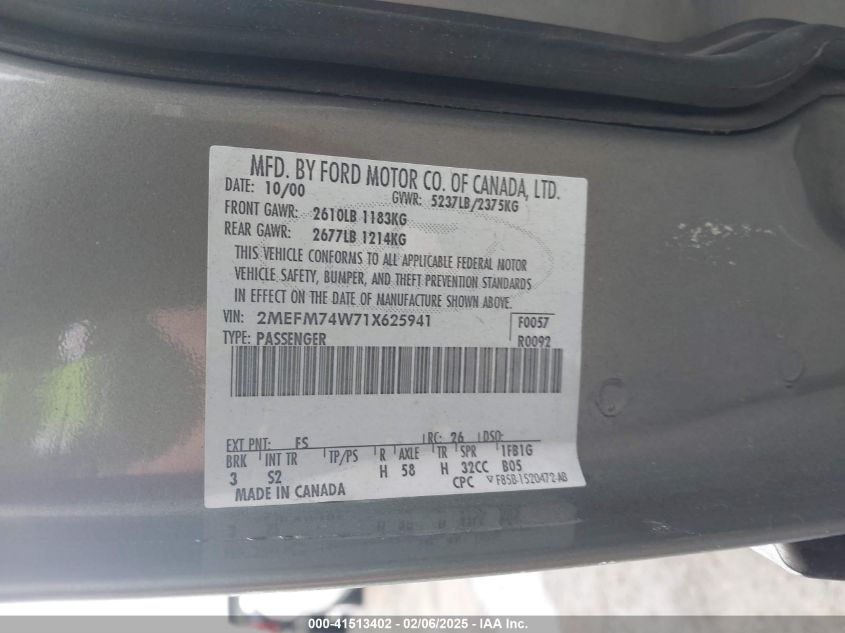 MFD. BY FORD MOTOR CO. OF CANADA, LTD.
DATE: 10/00 GVWR: 5237LB/2375KG
FRONT GAWR: 2610LB 1183KG
REAR GAWR: 2677LB 1214KG
THIS VEHICLE CONFORMS TO ALL APPLICABLE FEDERAL MOTOR
VEHICLE SAFETY, BUMPER, AND THEFT PREVENTION STANDARDS
IN EFFECT ON THE DATE OF MANUFACTURE SHOWN ABOVE.
VIN: 2MEFM74W71X625941 F0057
TYPE: PASSENGER R0092
EXT PNT: FS RC: 26 DSO:
BRK INT TR TP/PS R AXLE TR SPR 1FB1G
3 S2 H 58 H 32CC B05
MADE IN CANADA CPC ▽ F85B-1520472-AB
000-41513402 - 02/06/2025 - IAA Inc.